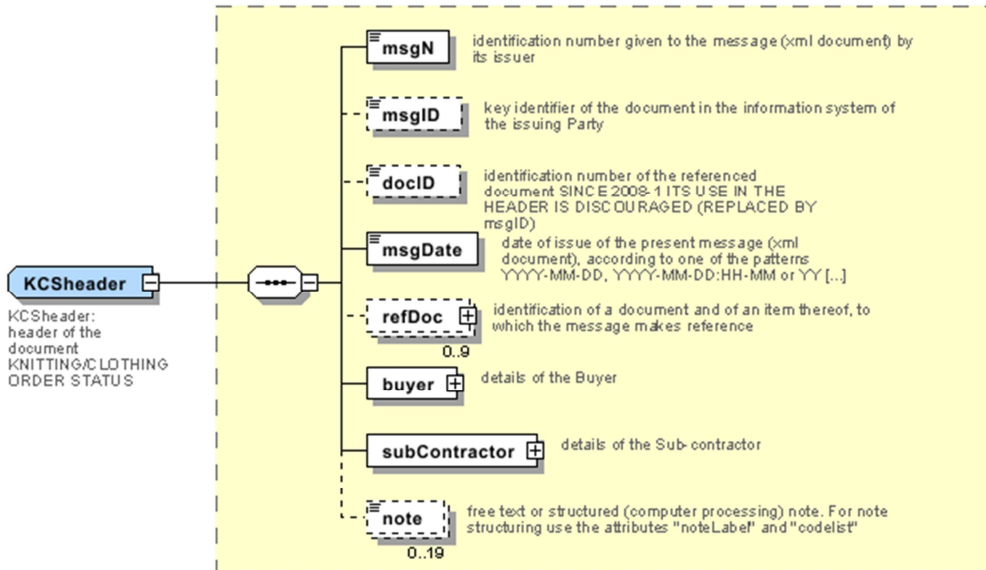 msgN
identification number given to the message (xml document) by
its issuer
msgID
key identifier of the document in the information system of
the issuing Party
docID
identification number of the referenced
document SINCE 2008-1 ITS USE IN THE
HEADER IS DISCOURAGED (REPLACED BY
msgID)
msgDate
date of issue of the present message (xml
document), according to one of the patterns
YYYY-MM-DD, YYYY-MM-DD:HH-MM or YY [...]
KCSheader
KCSheader:
header of the
document
KNITTING/CLOTHING
ORDER STATUS
refDoc
identification of a document and of an item thereof, to
which the message makes reference
0..9
buyer
details of the Buyer
subContractor
details of the Sub-contractor
note
free text or structured (computer processing) note. For note
structuring use the attributes "noteLabel" and "codelist"
0..19